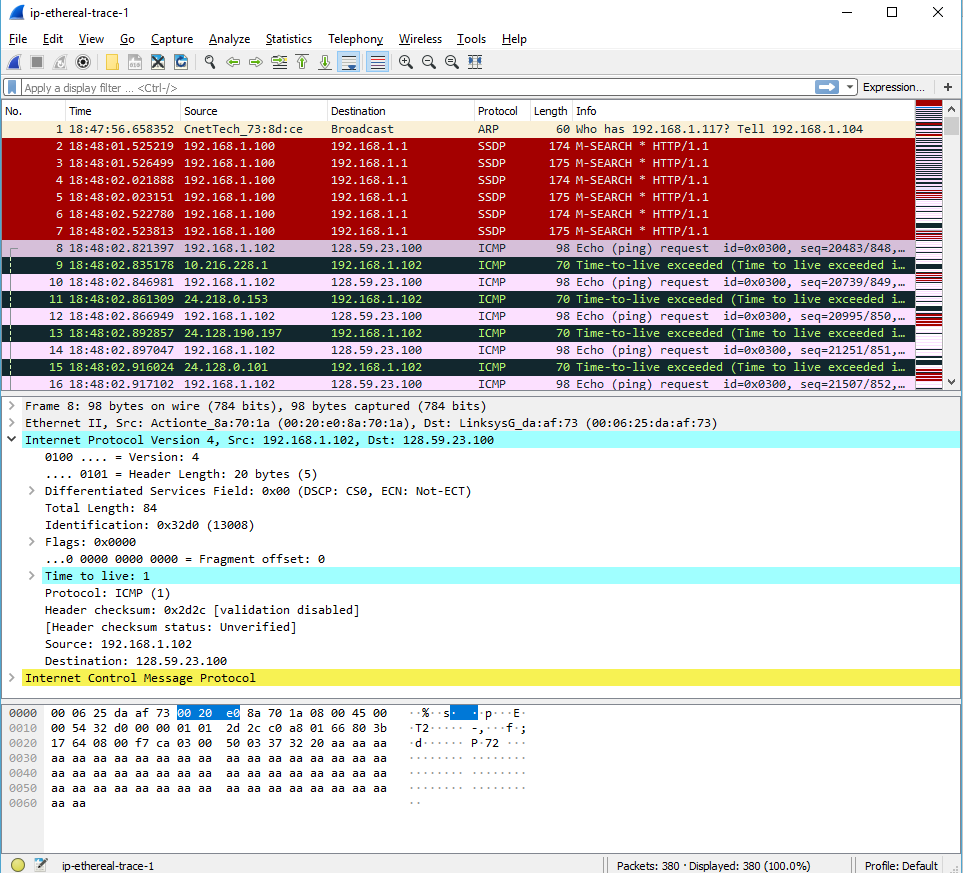 ip-ethereal-trace-1
File Edit View Go Capture Analyze Statistics Telephony Wireless Tools Help
Apply a display filter ... <Ctrl-/> Expression... +
No. Time Source Destination Protocol Length Info
1 18:47:56.658352 CnetTech_73:8d:ce Broadcast ARP 60 Who has 192.168.1.117? Tell 192.168.1.104
2 18:48:01.525219 192.168.1.100 192.168.1.1 SSDP 174 M-SEARCH * HTTP/1.1
3 18:48:01.526499 192.168.1.100 192.168.1.1 SSDP 175 M-SEARCH * HTTP/1.1
4 18:48:02.021888 192.168.1.100 192.168.1.1 SSDP 174 M-SEARCH * HTTP/1.1
5 18:48:02.023151 192.168.1.100 192.168.1.1 SSDP 175 M-SEARCH * HTTP/1.1
6 18:48:02.522780 192.168.1.100 192.168.1.1 SSDP 174 M-SEARCH * HTTP/1.1
7 18:48:02.523813 192.168.1.100 192.168.1.1 SSDP 175 M-SEARCH * HTTP/1.1
8 18:48:02.821397 192.168.1.102 128.59.23.100 ICMP 98 Echo (ping) request id=0x0300, seq=20483/848,…
9 18:48:02.835178 10.216.228.1 192.168.1.102 ICMP 70 Time-to-live exceeded (Time to live exceeded i…
10 18:48:02.846981 192.168.1.102 128.59.23.100 ICMP 98 Echo (ping) request id=0x0300, seq=20739/849,…
11 18:48:02.861309 24.218.0.153 192.168.1.102 ICMP 70 Time-to-live exceeded (Time to live exceeded i…
12 18:48:02.866949 192.168.1.102 128.59.23.100 ICMP 98 Echo (ping) request id=0x0300, seq=20995/850,…
13 18:48:02.892857 24.128.190.197 192.168.1.102 ICMP 70 Time-to-live exceeded (Time to live exceeded i…
14 18:48:02.897047 192.168.1.102 128.59.23.100 ICMP 98 Echo (ping) request id=0x0300, seq=21251/851,…
15 18:48:02.916024 24.128.0.101 192.168.1.102 ICMP 70 Time-to-live exceeded (Time to live exceeded i…
16 18:48:02.917102 192.168.1.102 128.59.23.100 ICMP 98 Echo (ping) request id=0x0300, seq=21507/852,…
Frame 8: 98 bytes on wire (784 bits), 98 bytes captured (784 bits)
Ethernet II, Src: Actionte_8a:70:1a (00:20:e0:8a:70:1a), Dst: LinksysG_da:af:73 (00:06:25:da:af:73)
Internet Protocol Version 4, Src: 192.168.1.102, Dst: 128.59.23.100
0100 .... = Version: 4
.... 0101 = Header Length: 20 bytes (5)
Differentiated Services Field: 0x00 (DSCP: CS0, ECN: Not-ECT)
Total Length: 84
Identification: 0x32d0 (13008)
Flags: 0x0000
...0 0000 0000 0000 = Fragment offset: 0
Time to live: 1
Protocol: ICMP (1)
Header checksum: 0x2d2c [validation disabled]
[Header checksum status: Unverified]
Source: 192.168.1.102
Destination: 128.59.23.100
Internet Control Message Protocol
0000 00 06 25 da af 73 00 20 e0 8a 70 1a 08 00 45 00 ··%··s· ··p···E·
0010 00 54 32 d0 00 00 01 01 2d 2c c0 a8 01 66 80 3b ·T2····· -,···f·;
0020 17 64 08 00 f7 ca 03 00 50 03 37 32 20 aa aa aa ·d······ P·72 ···
0030 aa aa aa aa aa aa aa aa aa aa aa aa aa aa aa aa ········ ········
0040 aa aa aa aa aa aa aa aa aa aa aa aa aa aa aa aa ········ ········
0050 aa aa aa aa aa aa aa aa aa aa aa aa aa aa aa aa ········ ········
0060 aa aa ··
ip-ethereal-trace-1 Packets: 380 · Displayed: 380 (100.0%) Profile: Default